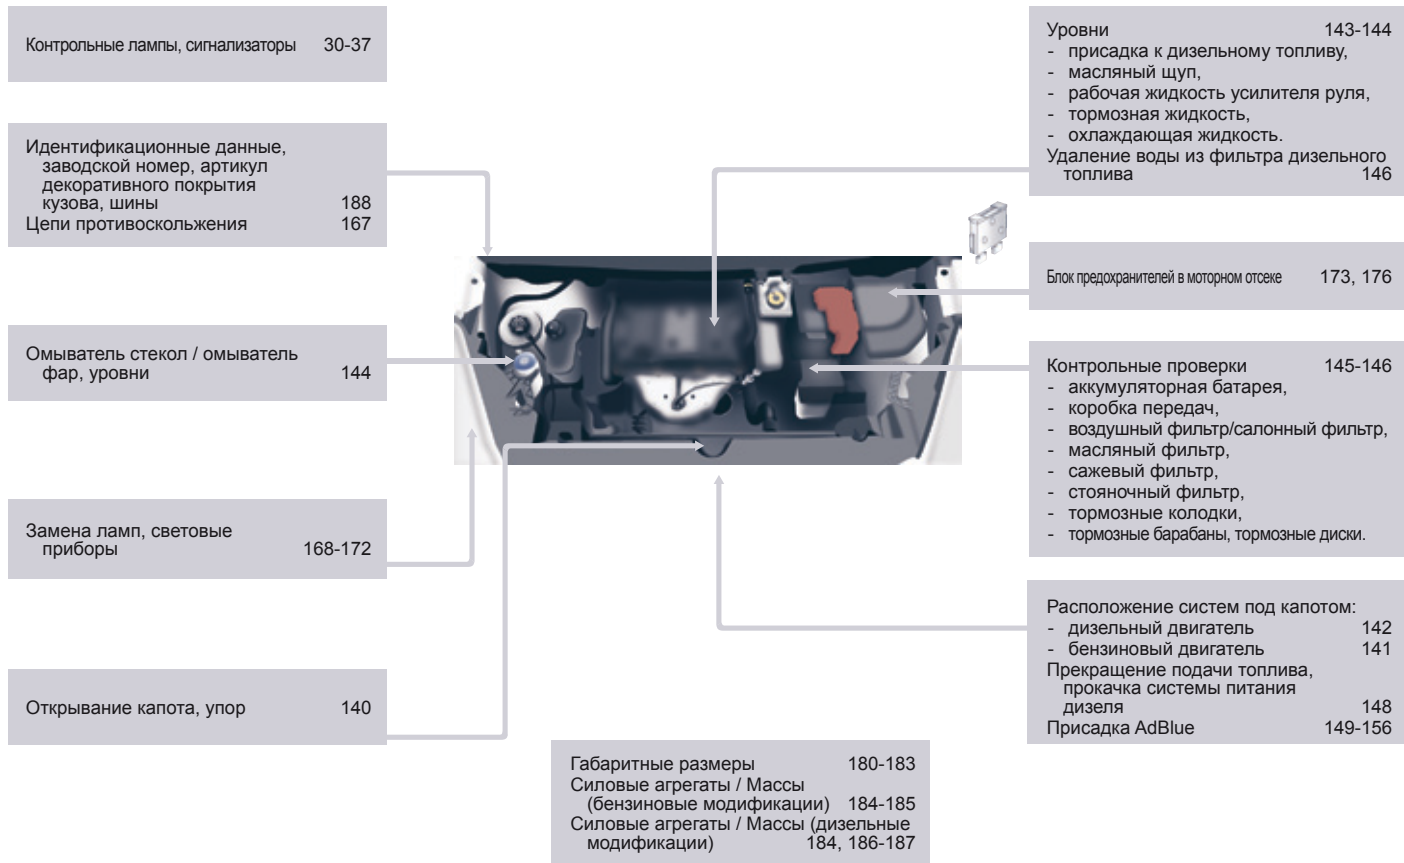 Контрольные лампы, сигнализаторы 30-37
Идентификационные данные,
заводской номер, артикул
декоративного покрытия
кузова, шины 188
Цепи противоскольжения 167
Омыватель стекол / омыватель
фар, уровни 144
Замена ламп, световые
приборы 168-172
Открывание капота, упор 140
Габаритные размеры 180-183
Силовые агрегаты / Массы
(бензиновые модификации) 184-185
Силовые агрегаты / Массы (дизельные
модификации) 184, 186-187
Уровни 143-144
- присадка к дизельному топливу,
- масляный щуп,
- рабочая жидкость усилителя руля,
- тормозная жидкость,
- охлаждающая жидкость.
Удаление воды из фильтра дизельного
топлива 146
Блок предохранителей в моторном отсеке 173, 176
Контрольные проверки 145-146
- аккумуляторная батарея,
- коробка передач,
- воздушный фильтр/салонный фильтр,
- масляный фильтр,
- сажевый фильтр,
- стояночный фильтр,
- тормозные колодки,
- тормозные барабаны, тормозные диски.
Расположение систем под капотом:
- дизельный двигатель 142
- бензиновый двигатель 141
Прекращение подачи топлива,
прокачка системы питания
дизеля 148
Присадка AdBlue 149-156